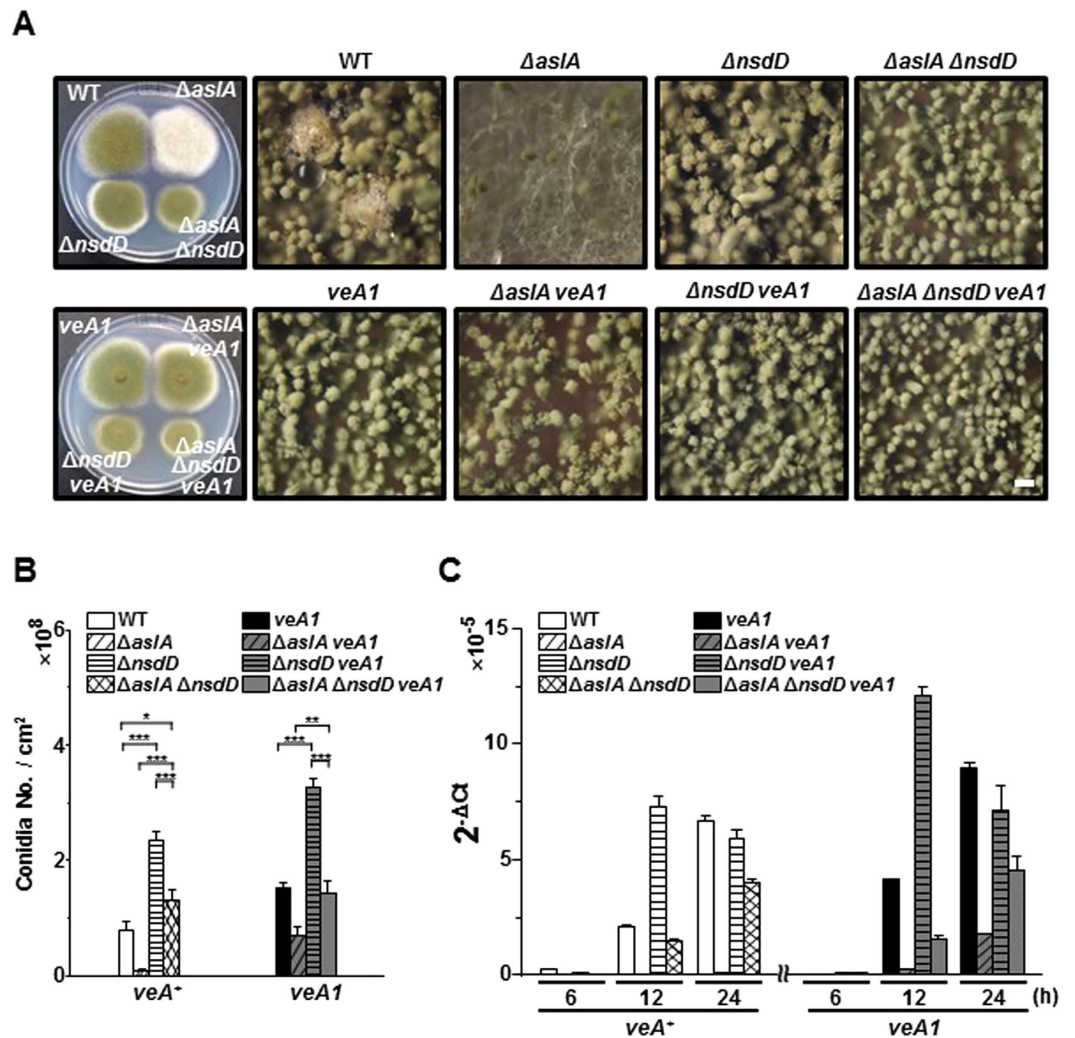 A
WT ΔaslA ΔnsdD ΔaslA ΔnsdD
WT ΔaslA
ΔnsdD ΔaslA
ΔnsdD
veA1 ΔaslA veA1 ΔnsdD veA1 ΔaslA ΔnsdD veA1
veA1 ΔaslA
veA1
ΔnsdD
veA1
ΔaslA
ΔnsdD
veA1
B
×10⁸
Conidia No. / cm²
6
4
2
0
WT veA1
ΔaslA ΔaslA veA1
ΔnsdD ΔnsdD veA1
ΔaslA ΔnsdD ΔaslA ΔnsdD veA1
*
***
***
***
**
***
***
veA⁺ veA1
C
×10⁻⁵
2^-ΔCt
15
10
5
0
WT veA1
ΔaslA ΔaslA veA1
ΔnsdD ΔnsdD veA1
ΔaslA ΔnsdD ΔaslA ΔnsdD veA1
6 12 24 6 12 24 (h)
veA⁺ veA1